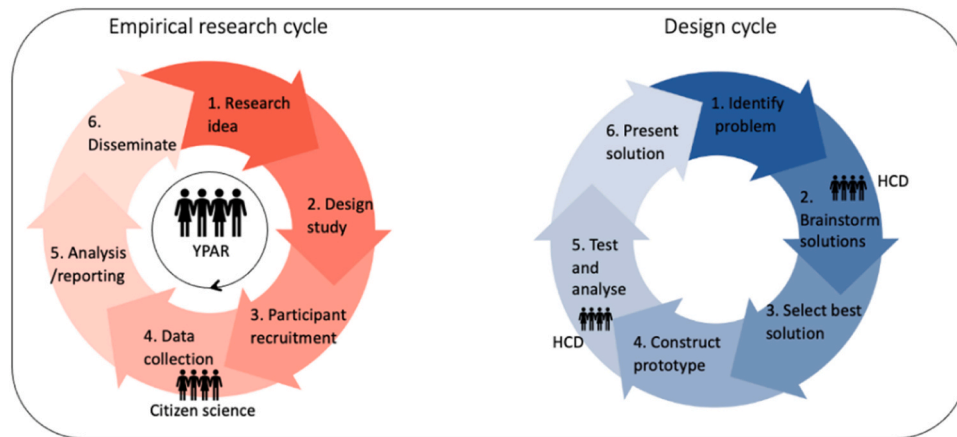 Empirical research cycle
1. Research
idea
2. Design
study
3. Participant
recruitment
4. Data
collection
Citizen science
5. Analysis
/reporting
6.
Disseminate
YPAR
Design cycle
1. Identify
problem
HCD
2.
Brainstorm
solutions
3. Select best
solution
4. Construct
prototype
5. Test
and
analyse
HCD
6. Present
solution